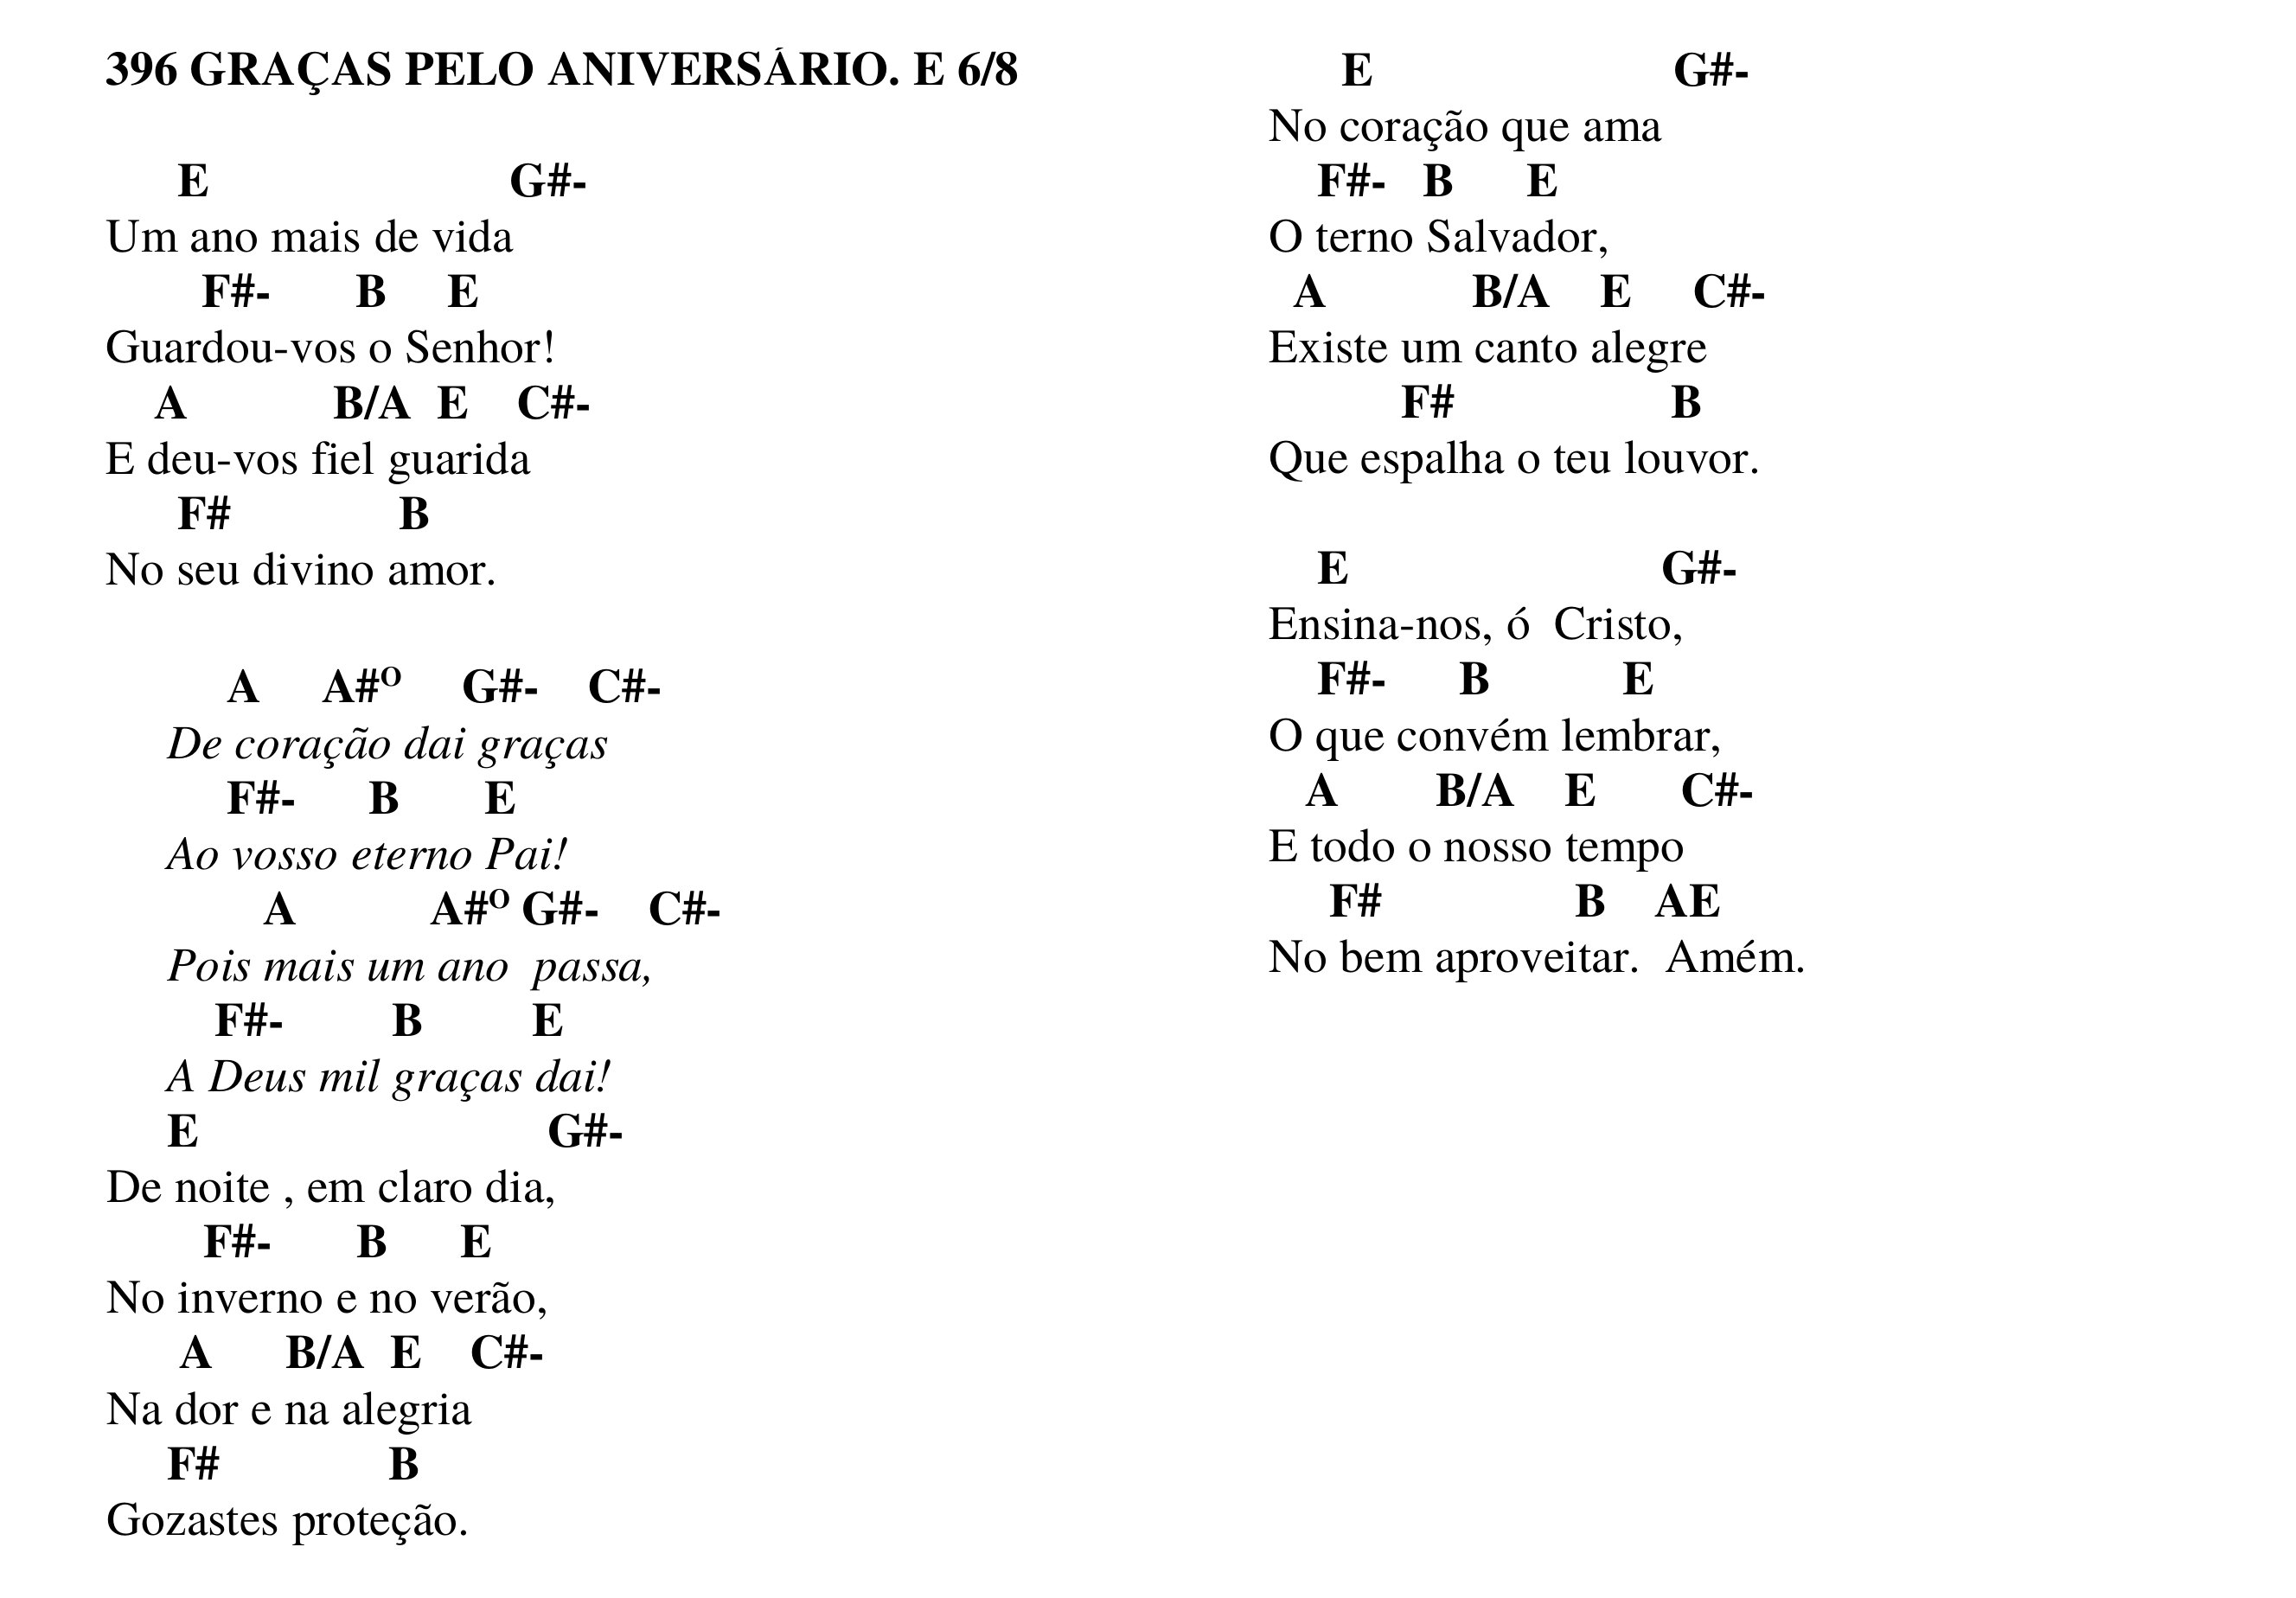 396 GRAÇAS PELO ANIVERSÁRIO. E 6/8
E G#-
Um ano mais de vida
F#- B E
Guardou-vos o Senhor!
A B/A E C#-
E deu-vos fiel guarida
F# B
No seu divino amor.
A A#º G#- C#-
De coração dai graças
F#- B E
Ao vosso eterno Pai!
A A#º G#- C#-
Pois mais um ano passa,
F#- B E
A Deus mil graças dai!
E G#-
De noite , em claro dia,
F#- B E
No inverno e no verão,
A B/A E C#-
Na dor e na alegria
F# B
Gozastes proteção.
E G#-
No coração que ama
F#- B E
O terno Salvador,
A B/A E C#-
Existe um canto alegre
F# B
Que espalha o teu louvor.
E G#-
Ensina-nos, ó Cristo,
F#- B E
O que convém lembrar,
A B/A E C#-
E todo o nosso tempo
F# B AE
No bem aproveitar. Amém.